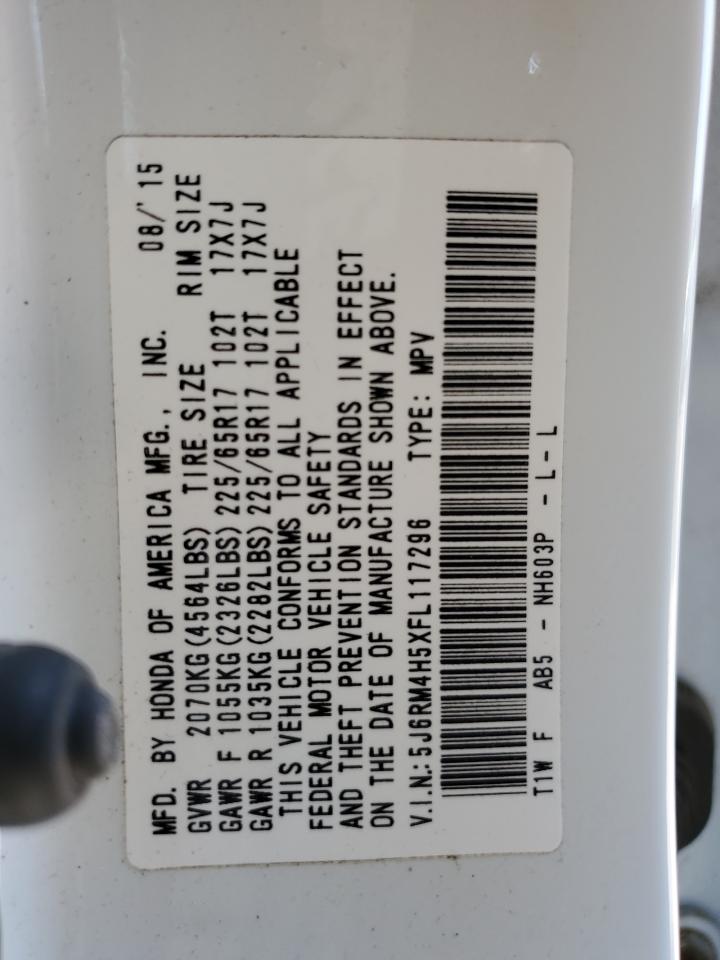 MFD. BY HONDA OF AMERICA MFG., INC. 08/'15
GVWR 2070KG(4564LBS) TIRE SIZE RIM SIZE
GAWR F 1055KG(2326LBS) 225/65R17 102T 17X7J
GAWR R 1035KG(2282LBS) 225/65R17 102T 17X7J
THIS VEHICLE CONFORMS TO ALL APPLICABLE
FEDERAL MOTOR VEHICLE SAFETY
AND THEFT PREVENTION STANDARDS IN EFFECT
ON THE DATE OF MANUFACTURE SHOWN ABOVE.
V.I.N.: 5J6RM4H5XFL117296 TYPE: MPV
T1W F AB5 - NH603P - L - L